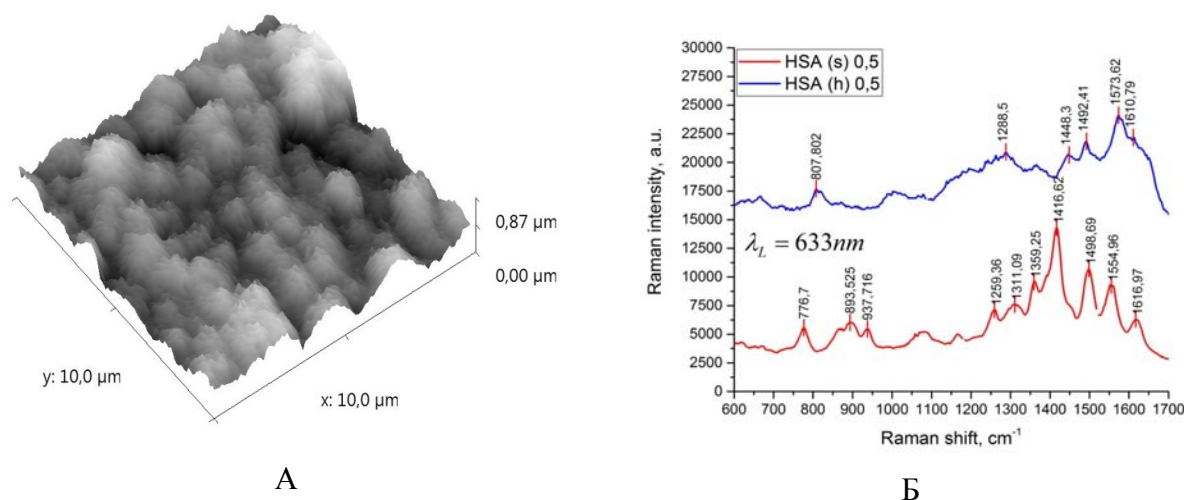 0,87 µm
0,00 µm
y: 10,0 µm
x: 10,0 µm
А
30000
27500
25000
22500
20000
17500
15000
12500
10000
7500
5000
2500
0
Raman intensity, a.u.
HSA (s) 0,5
HSA (h) 0,5
807,802
1288,5
1448,3
1492,41
1573,62
1610,79
λL = 633nm
776,7
893,525
937,716
1259,36
1311,09
1359,25
1416,62
1498,69
1554,96
1616,97
600 700 800 900 1000 1100 1200 1300 1400 1500 1600 1700
Raman shift, cm-1
Б